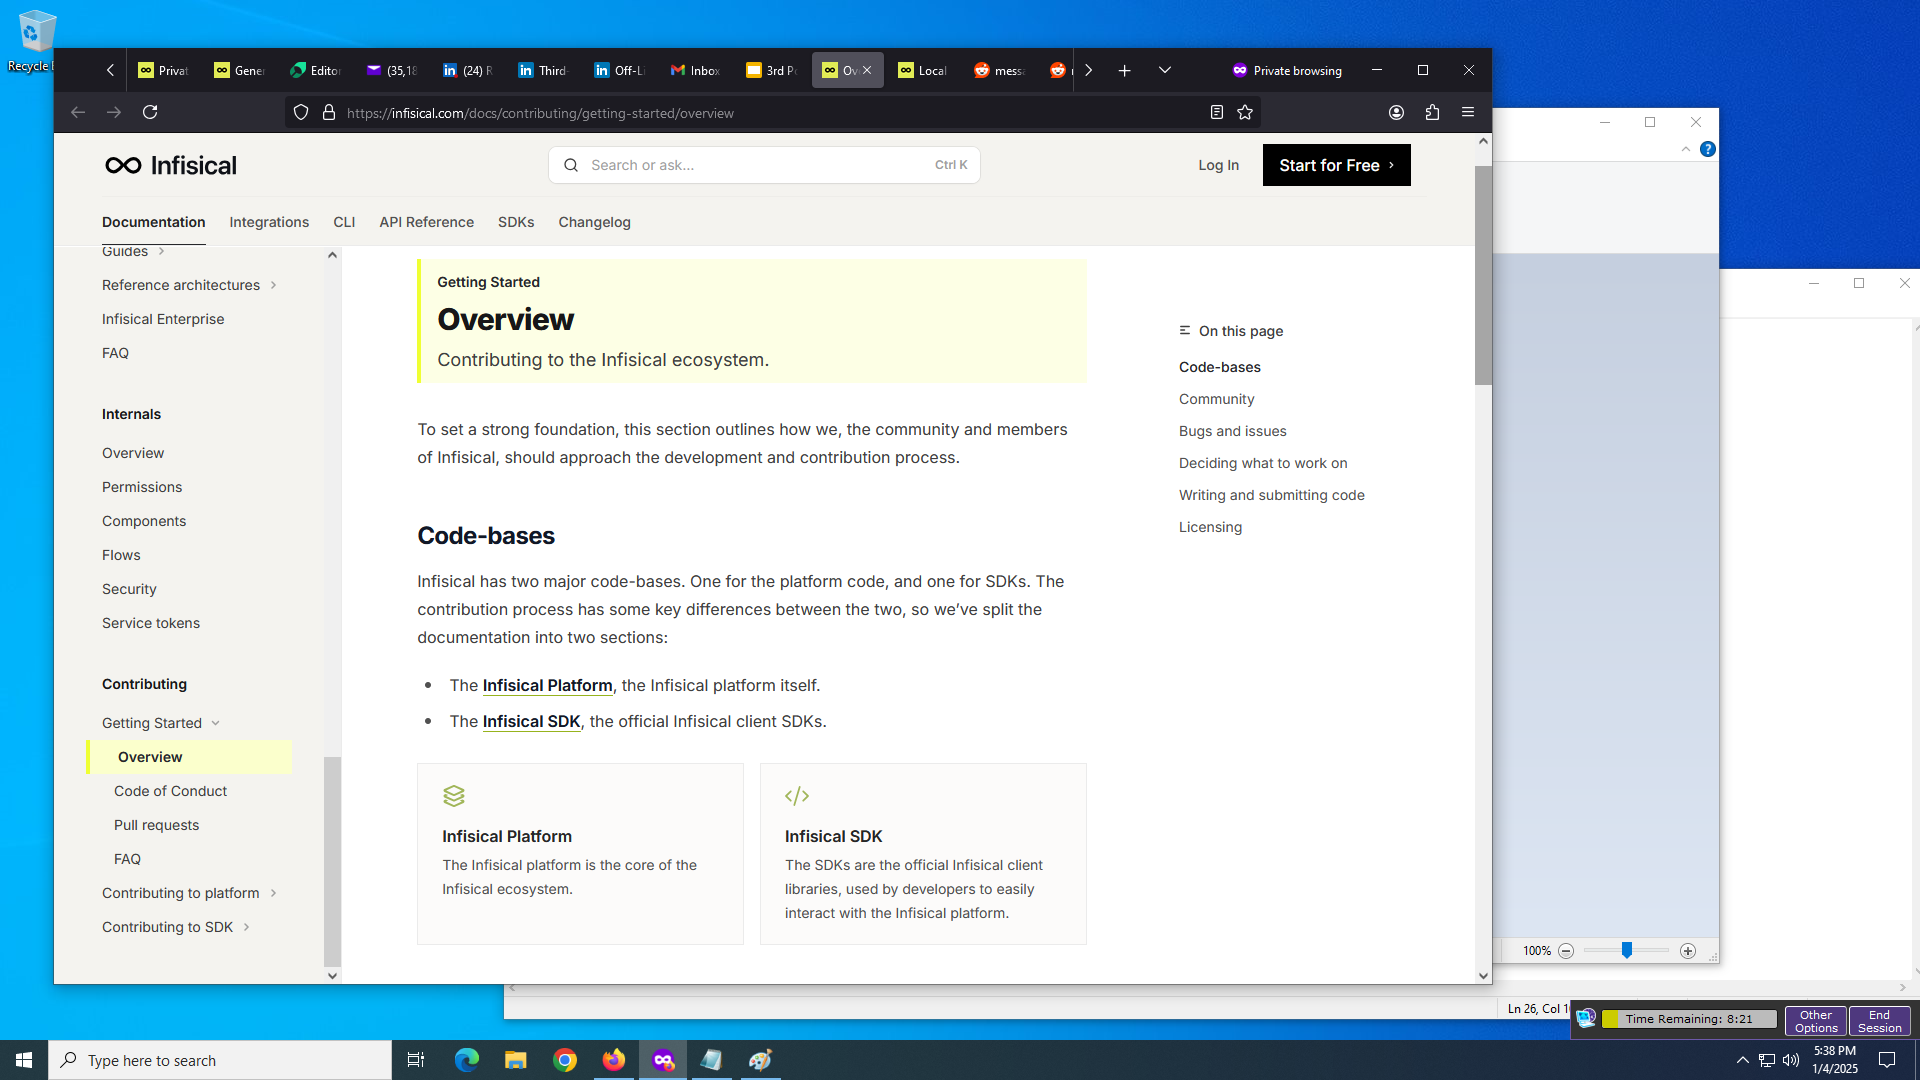 Recycle
Privat
Gener
Editor
(35,18
(24) R
Third-
Off-Li
Inbox
3rd P
Ov
Local
messa
Private browsing
https://infisical.com/docs/contributing/getting-started/overview
Infisical
Search or ask...
Ctrl K
Log In
Start for Free
Documentation
Integrations
CLI
API Reference
SDKs
Changelog
Guides
Reference architectures
Infisical Enterprise
FAQ
Internals
Overview
Permissions
Components
Flows
Security
Service tokens
Contributing
Getting Started
Overview
Code of Conduct
Pull requests
FAQ
Contributing to platform
Contributing to SDK
Getting Started
Overview
Contributing to the Infisical ecosystem.
To set a strong foundation, this section outlines how we, the community and members
of Infisical, should approach the development and contribution process.
Code-bases
Infisical has two major code-bases. One for the platform code, and one for SDKs. The
contribution process has some key differences between the two, so we’ve split the
documentation into two sections:
• The Infisical Platform, the Infisical platform itself.
• The Infisical SDK, the official Infisical client SDKs.
Infisical Platform
The Infisical platform is the core of the
Infisical ecosystem.
Infisical SDK
The SDKs are the official Infisical client
libraries, used by developers to easily
interact with the Infisical platform.
On this page
Code-bases
Community
Bugs and issues
Deciding what to work on
Writing and submitting code
Licensing
100%
Ln 26, Col
Time Remaining: 8:21
Other
Options
End
Session
Type here to search
5:38 PM
1/4/2025